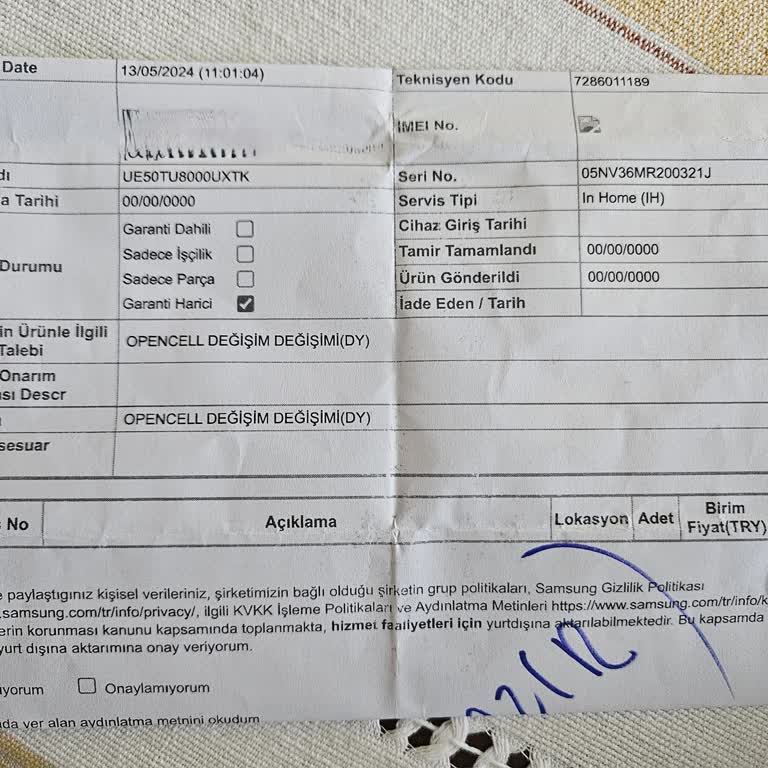 Date 13/05/2024 (11:01:04) Teknisyen Kodu 7286011189
IMEI No.
dı UE50TU8000UXTK Seri No. 05NV36MR200321J
a Tarihi 00/00/0000 Servis Tipi In Home (IH)
Garanti Dahili Cihaz Giriş Tarihi
Sadece İşçilik Tamir Tamamlandı 00/00/0000
Durumu
Sadece Parça Ürün Gönderildi 00/00/0000
Garanti Harici İade Eden / Tarih
in Ürünle İlgili
Talebi
OPENCELL DEĞİŞİM DEĞİŞİMİ(DY)
Onarım
sı Descr
OPENCELL DEĞİŞİM DEĞİŞİMİ(DY)
sesuar
No Açıklama Lokasyon Adet Birim
Fiyat(TRY)
e paylaştıgınız kişisel verileriniz, şirketimizin bağlı olduğu şirketin grup politikaları, Samsung Gizlilik Politikası
.samsung.com/tr/info/privacy/, ilgili KVKK İşleme Politikaları ve Aydınlatma Metinleri https://www.samsung.com/tr/info/k
erin korunması kanunu kapsamında toplanmakta, hizmet faaliyetleri için yurtdışına aktarılabilmektedir. Bu kapsamda
yurt dışına aktarımına onay veriyorum.
ıyorum Onaylamıyorum
da yer alan aydınlatma metnini okudum